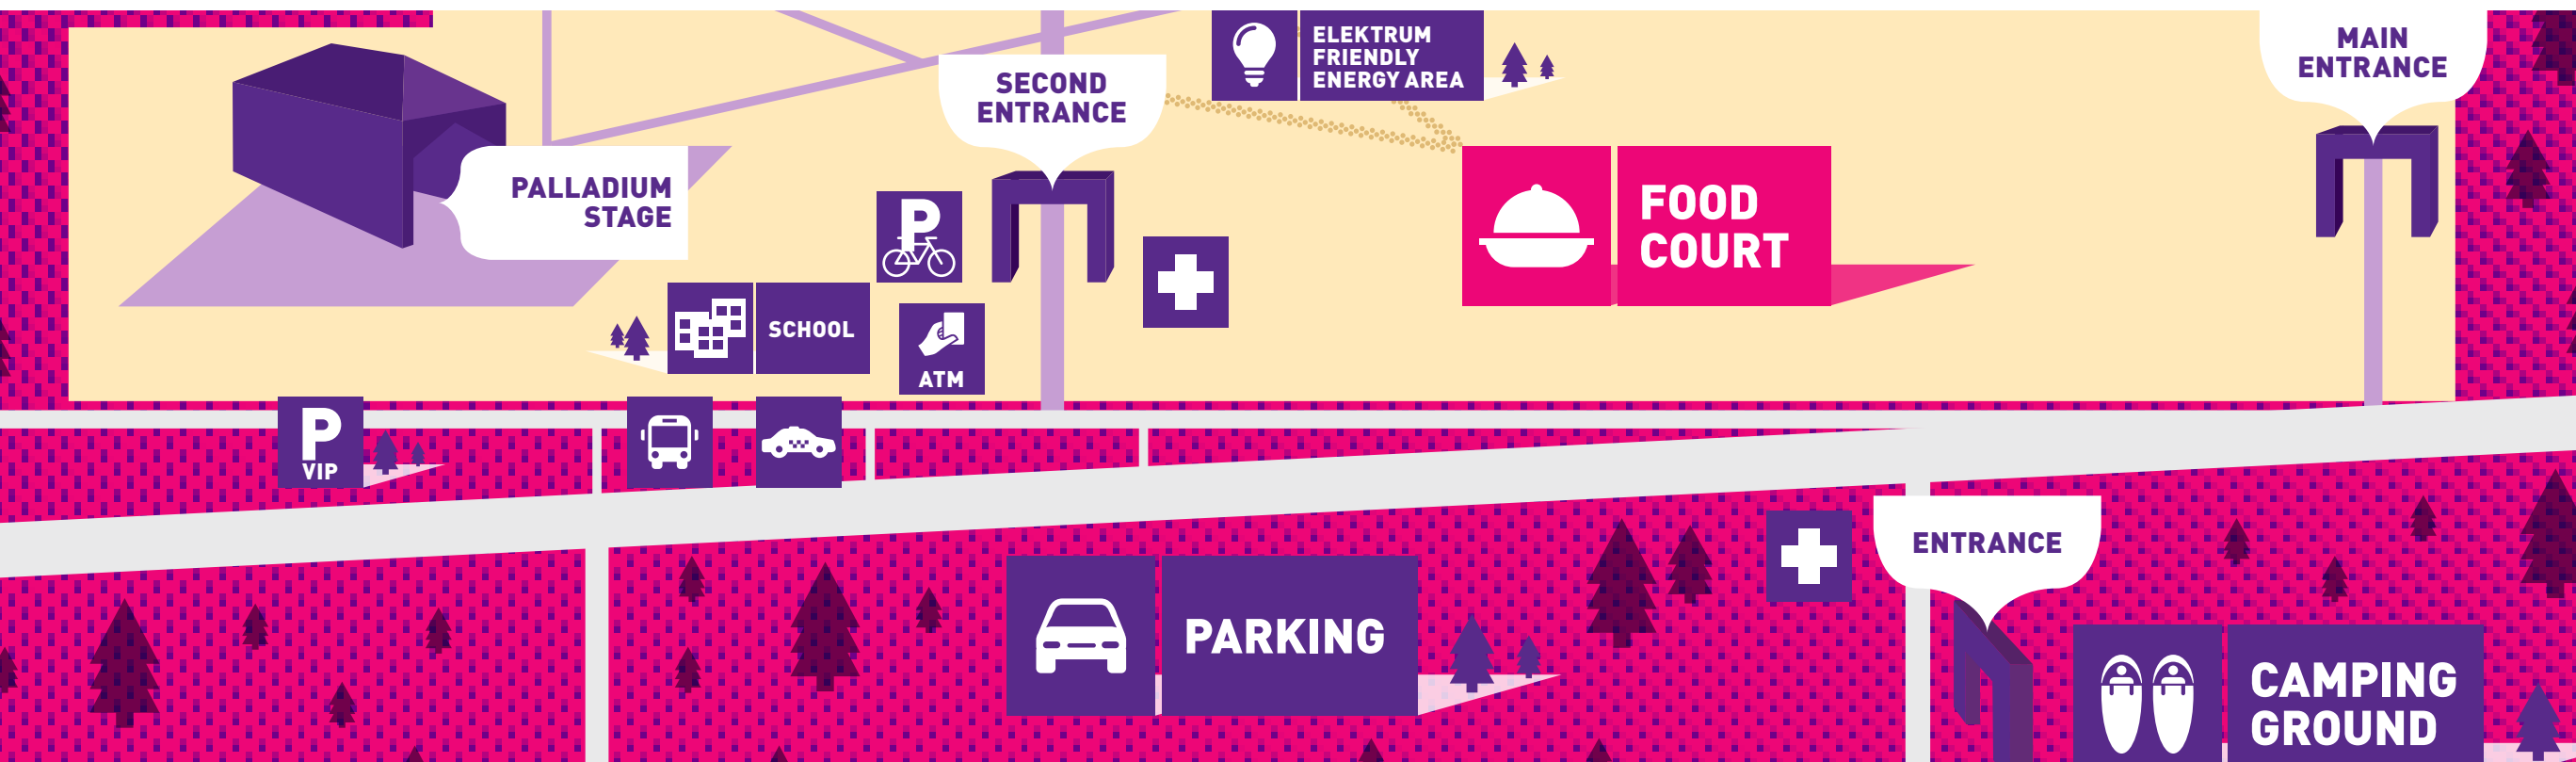 ELEKTRUM
FRIENDLY
ENERGY AREA
MAIN
ENTRANCE
SECOND
ENTRANCE
PALLADIUM
STAGE
P
FOOD
COURT
SCHOOL
ATM
P
VIP
ENTRANCE
PARKING
CAMPING
GROUND